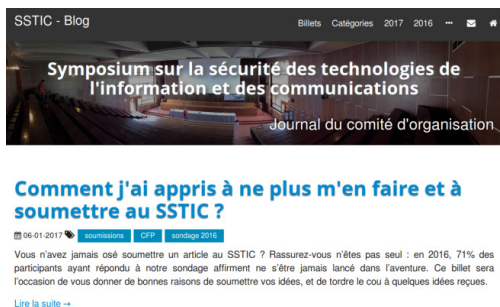 SSTIC - Blog
Billets Catégories 2017 2016
Symposium sur la sécurité des technologies de
l'information et des communications
Journal du comité d'organisation
Comment j'ai appris à ne plus m'en faire et à
soumettre au SSTIC ?
06-01-2017 soumissions CFP sondage 2016
Vous n'avez jamais osé soumettre un article au SSTIC ? Rassurez-vous n'êtes pas seul : en 2016, 71% des
participants ayant répondu à notre sondage affirment ne s'être jamais lancé dans l'aventure. Ce billet sera
l'occasion de vous donner de bonnes raisons de soumettre vos idées, et de tordre le cou à quelques idées reçues.
Lire la suite →